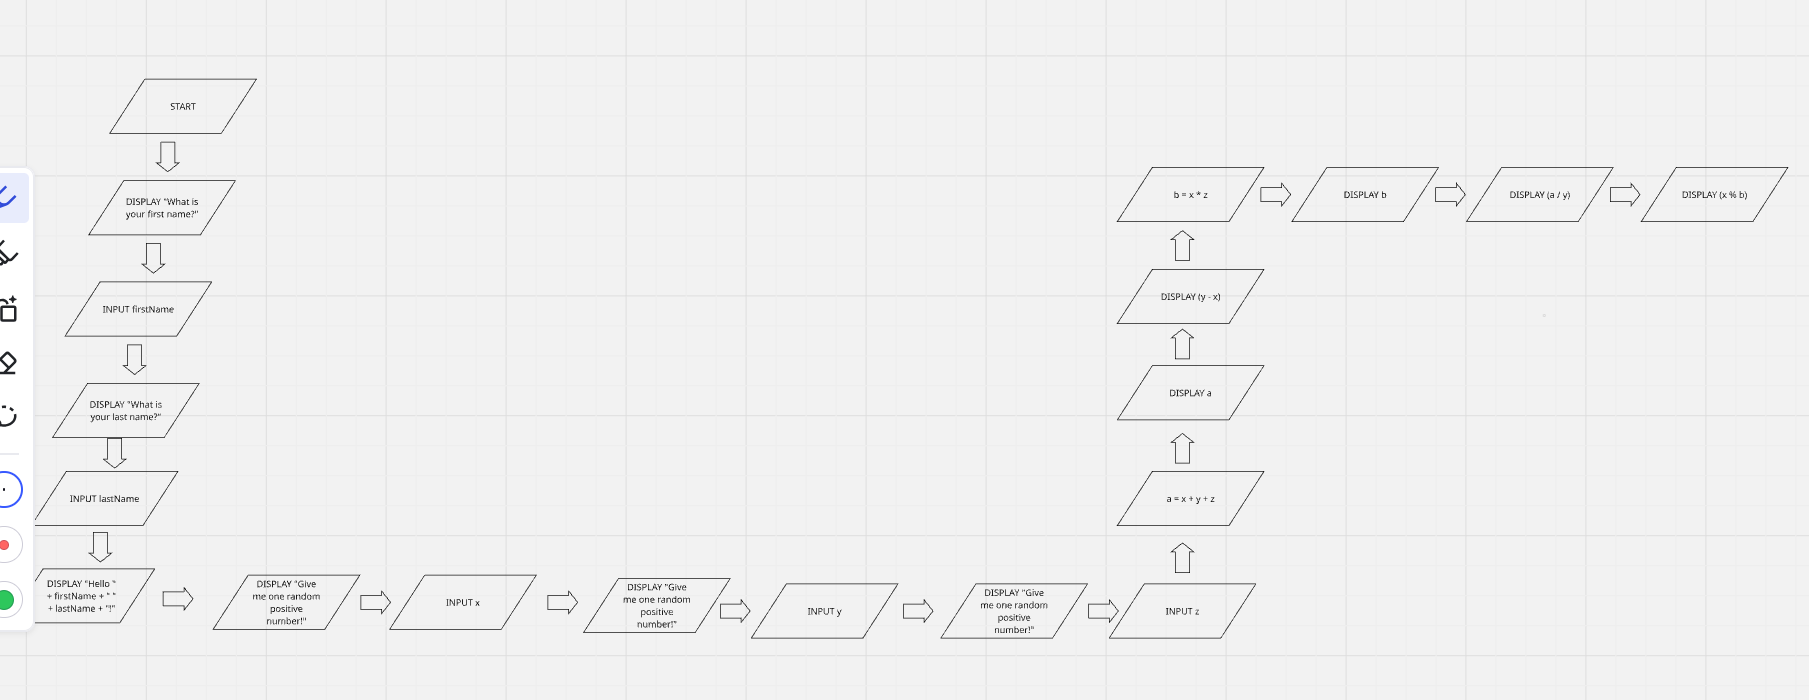 START
DISPLAY "What is
your first name?"
INPUT firstName
DISPLAY "What is
your last name?"
INPUT lastName
DISPLAY "Hello "
+ firstName + " "
+ lastName + "!"
DISPLAY "Give
me one random
positive
number!"
INPUT x
DISPLAY "Give
me one random
positive
number!"
INPUT y
DISPLAY "Give
me one random
positive
number!"
INPUT z
a = x + y + z
DISPLAY a
DISPLAY (y - x)
b = x * z
DISPLAY b
DISPLAY (a / y)
DISPLAY (x % b)